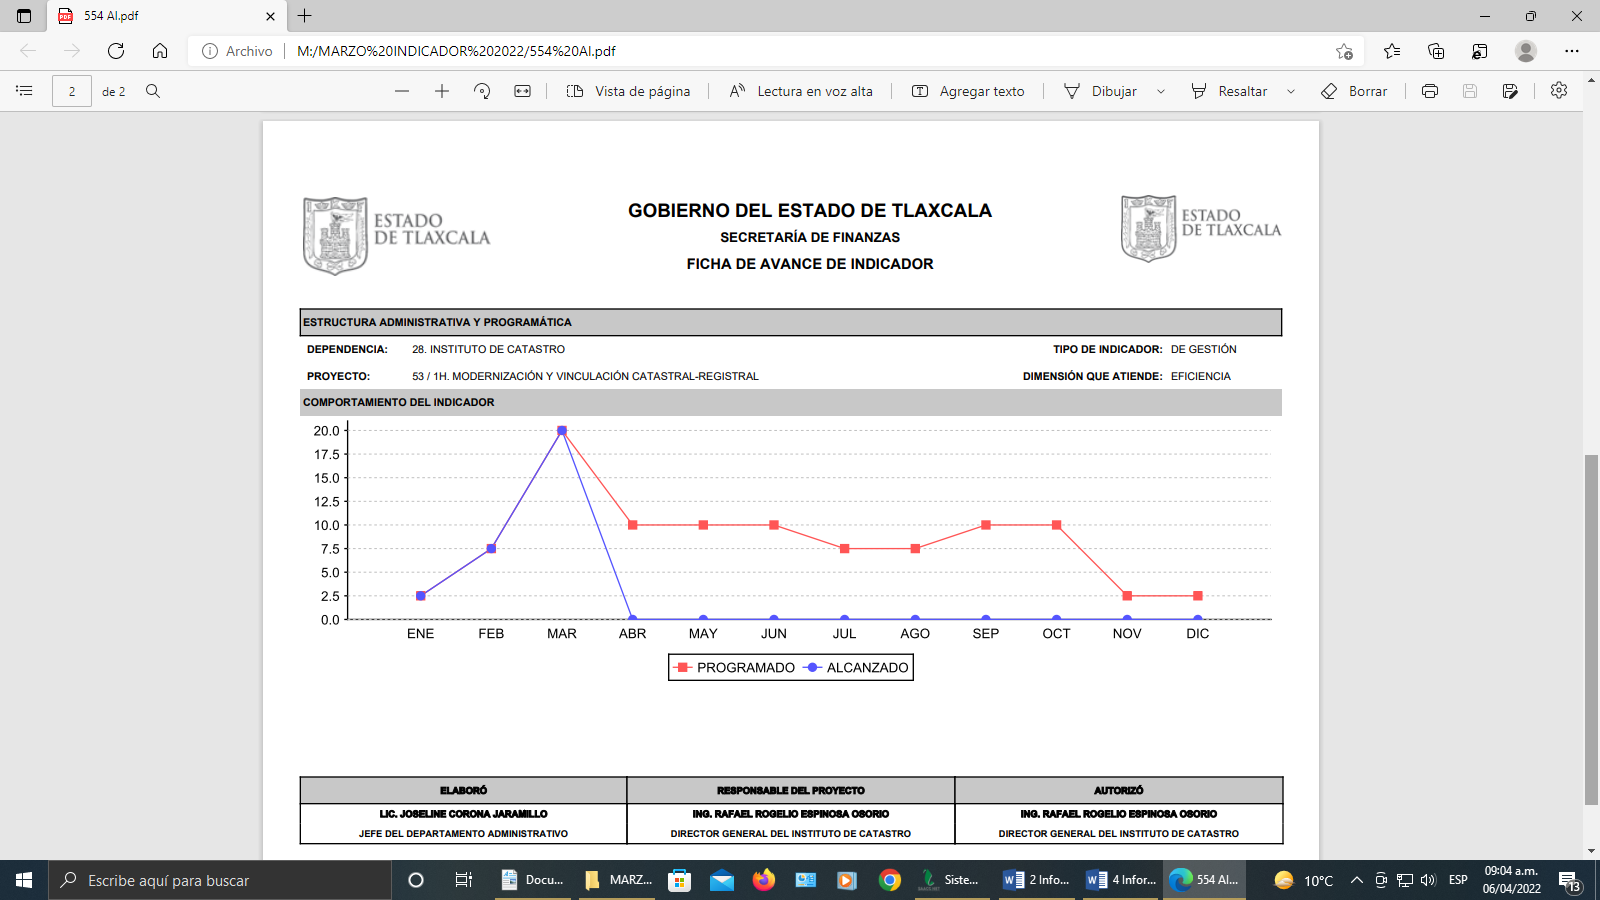 554 AI.pdf
Archivo M:/MARZO%20INDICADOR%202022/554%20AI.pdf
2 de 2 Vista de página Lectura en voz alta Agregar texto Dibujar Resaltar Borrar
ESTADO
DE TLAXCALA
GOBIERNO DEL ESTADO DE TLAXCALA
SECRETARÍA DE FINANZAS
FICHA DE AVANCE DE INDICADOR
ESTADO
DE TLAXCALA
ESTRUCTURA ADMINISTRATIVA Y PROGRAMÁTICA
DEPENDENCIA: 28. INSTITUTO DE CATASTRO TIPO DE INDICADOR: DE GESTIÓN
PROYECTO: 53 / 1H. MODERNIZACIÓN Y VINCULACIÓN CATASTRAL-REGISTRAL DIMENSIÓN QUE ATIENDE: EFICIENCIA
COMPORTAMIENTO DEL INDICADOR
20.0
17.5
15.0
12.5
10.0
7.5
5.0
2.5
0.0
ENE FEB MAR ABR MAY JUN JUL AGO SEP OCT NOV DIC
PROGRAMADO ALCANZADO
ELABORÓ RESPONSABLE DEL PROYECTO AUTORIZÓ
LIC. JOSELINE CORONA JARAMILLO ING. RAFAEL ROGELIO ESPINOSA OSORIO ING. RAFAEL ROGELIO ESPINOSA OSORIO
JEFE DEL DEPARTAMENTO ADMINISTRATIVO DIRECTOR GENERAL DEL INSTITUTO DE CATASTRO DIRECTOR GENERAL DEL INSTITUTO DE CATASTRO
Escribe aquí para buscar Docu... MARZ... Siste... 2 Info... 4 Infor... 554 AI... 10°C ESP 09:04 a.m.
06/04/2022
13